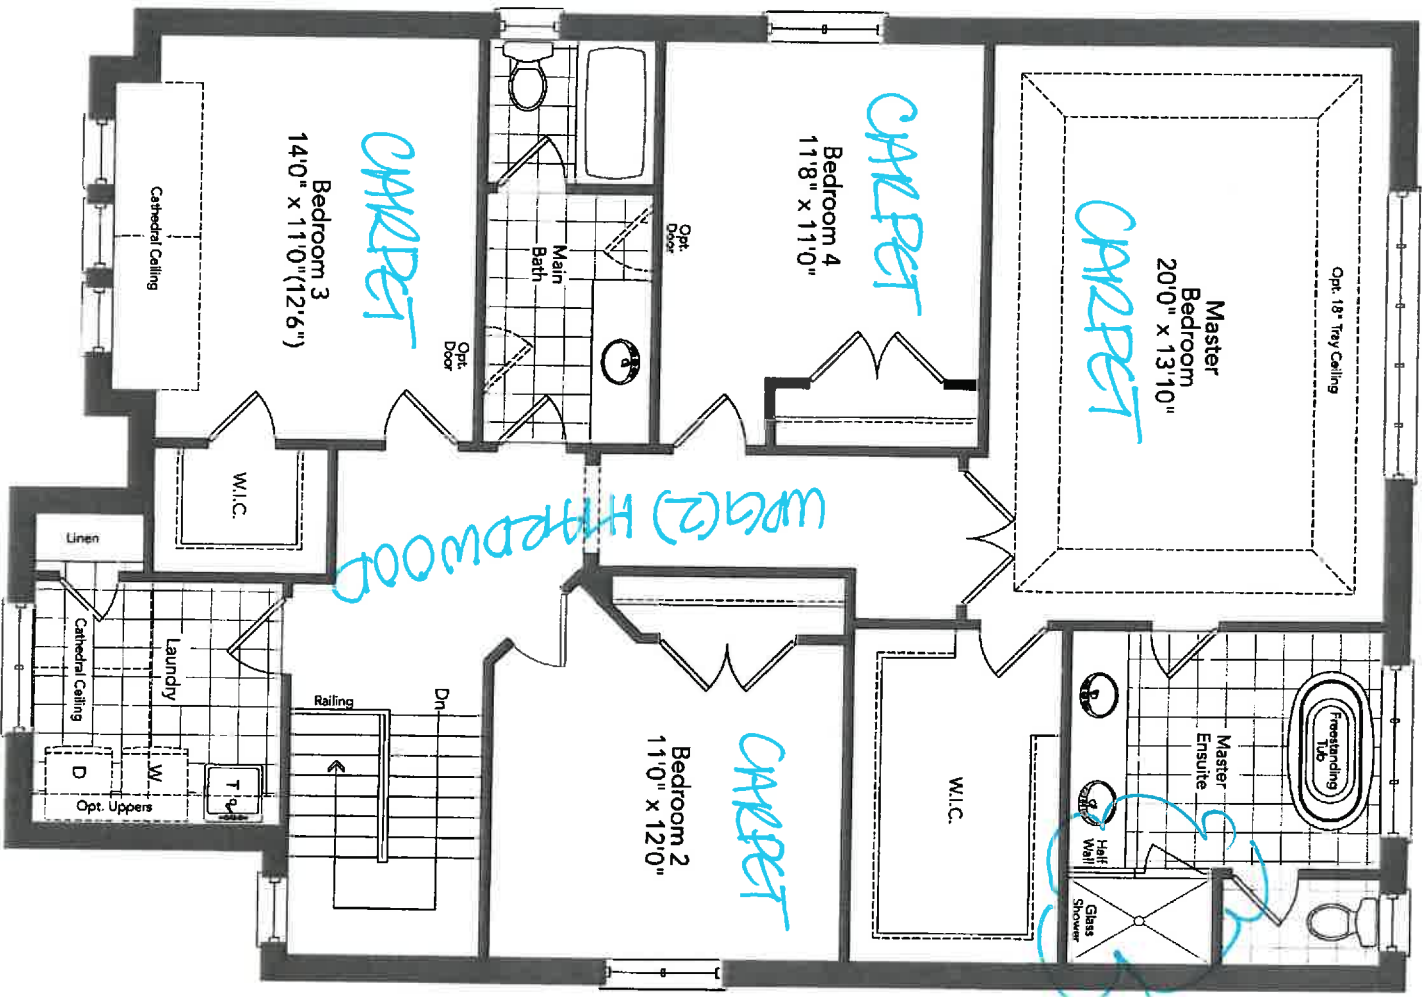 Opt. 18" Tray Ceiling
Master
Bedroom
20'0" x 13'10"
CARPET
CARPET
Bedroom 4
11'8" x 11'0"
Opt.
Door
Main
Bath
Opt.
Door
CARPET
Bedroom 3
14'0" x 11'0"(12'6")
Cathedral Ceiling
W.I.C.
Linen
UPG(2) HARDWOOD
Freestanding
Tub
Master
Ensuite
Half
Wall
Glass
Shower
W.I.C.
CARPET
Bedroom 2
11'0" x 12'0"
Dn
Railing
Laundry
Cathedral Ceiling
T
W
D
Opt. Uppers